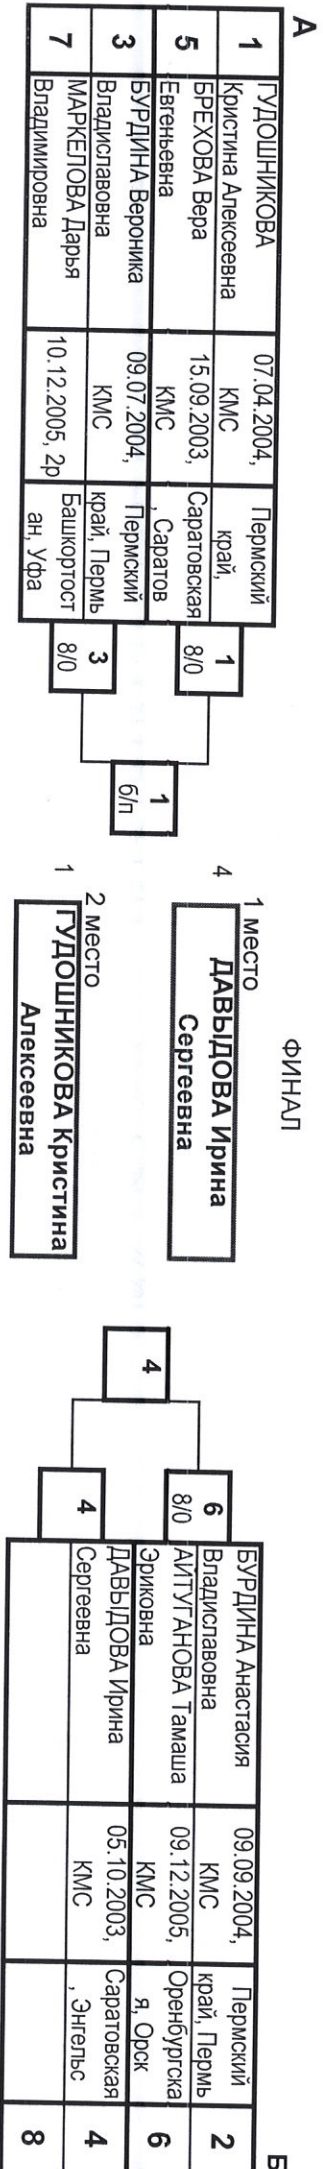 А
1
ГУДОШНИКОВА
Кристина Алексеевна
07.04.2004,
КМС
Пермский
край,
5
БРЕХОВА Вера
Евгеньевна
15.09.2003,
КМС
Саратовская
, Саратов
3
БУРДИНА Вероника
Владиславовна
09.07.2004,
КМС
Пермский
край, Пермь
7
МАРКЕЛОВА Дарья
Владимировна
10.12.2005, 2р
Башкортост
ан, Уфа
1
8/0
3
8/0
1
б/п
ФИНАЛ
1 место
4
ДАВЫДОВА Ирина
Сергеевна
2 место
1
ГУДОШНИКОВА Кристина
Алексеевна
4
6
8/0
4
Б
БУРДИНА Анастасия
Владиславовна
09.09.2004,
КМС
Пермский
край, Пермь
2
АИТУГАНОВА Тамаша
Эриковна
09.12.2005,
КМС
Оренбургска
я, Орск
6
ДАВЫДОВА Ирина
Сергеевна
05.10.2003,
КМС
Саратовская
, Энгельс
4
8